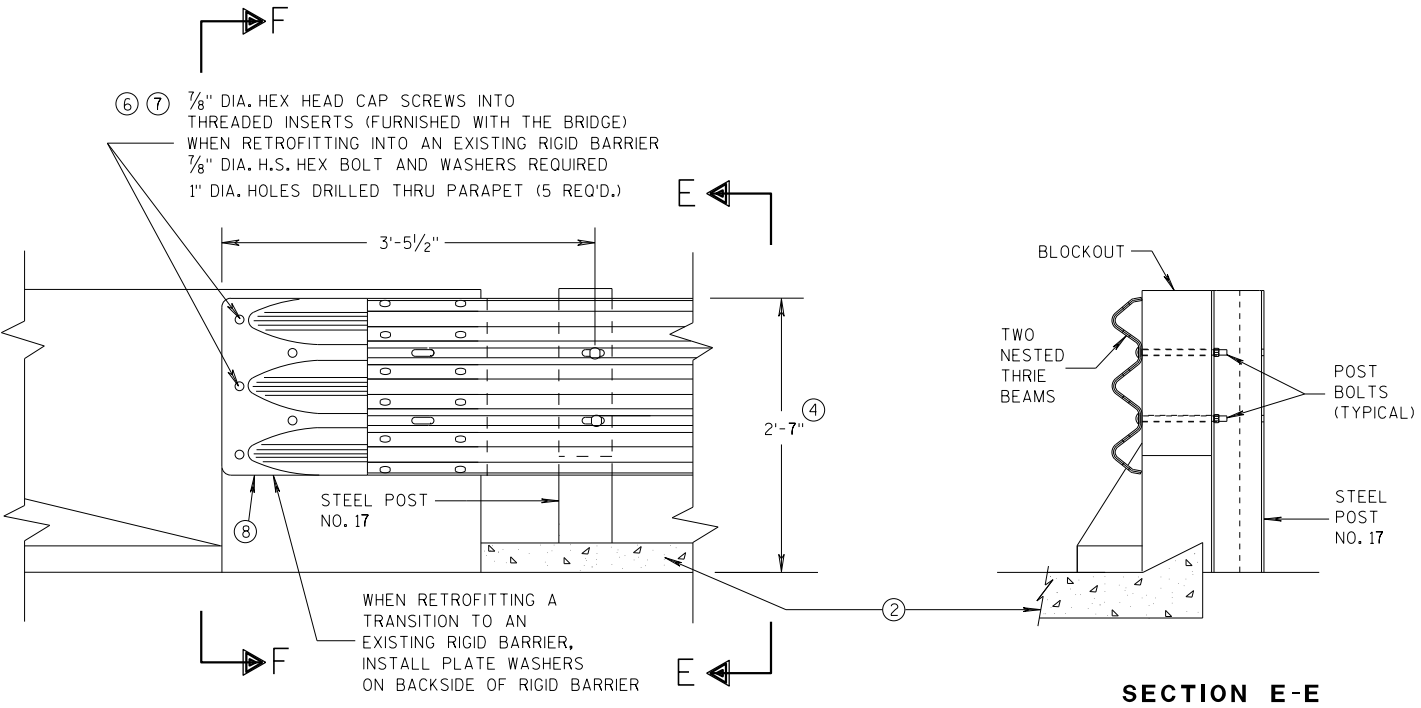 F
⑥ ⑦ 7/8" DIA. HEX HEAD CAP SCREWS INTO
THREADED INSERTS (FURNISHED WITH THE BRIDGE)
WHEN RETROFITTING INTO AN EXISTING RIGID BARRIER
7/8" DIA. H.S. HEX BOLT AND WASHERS REQUIRED
1" DIA. HOLES DRILLED THRU PARAPET (5 REQ'D.)
E
3'-5 1/2"
BLOCKOUT
TWO
NESTED
THRIE
BEAMS
POST
BOLTS
(TYPICAL)
2'-7" ④
STEEL POST
NO. 17
⑧
STEEL
POST
NO. 17
WHEN RETROFITTING A
TRANSITION TO AN
EXISTING RIGID BARRIER,
INSTALL PLATE WASHERS
ON BACKSIDE OF RIGID BARRIER
②
F
E
SECTION E-E